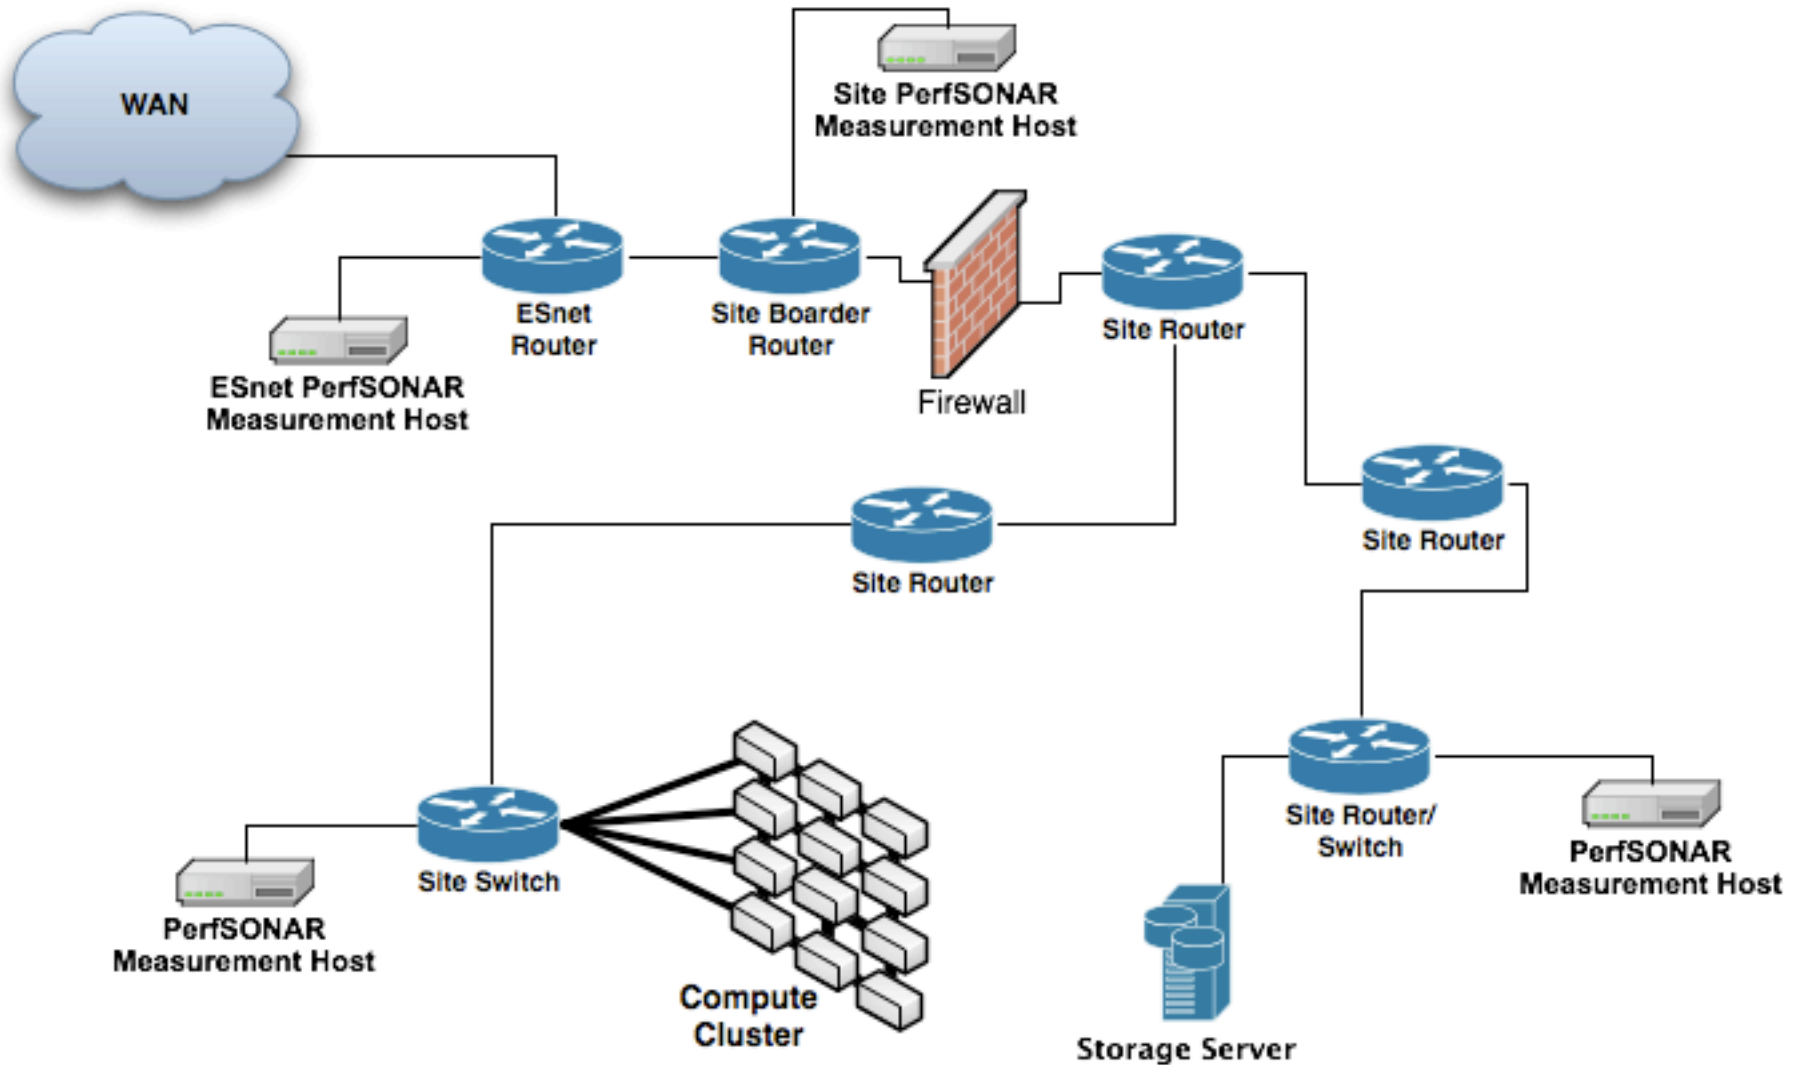 WAN
Site PerfSONAR
Measurement Host
ESnet
Router
Site Boarder
Router
Site Router
ESnet PerfSONAR
Measurement Host
Firewall
Site Router
Site Router
Site Router/
Switch
PerfSONAR
Measurement Host
Site Switch
PerfSONAR
Measurement Host
Compute
Cluster
Storage Server